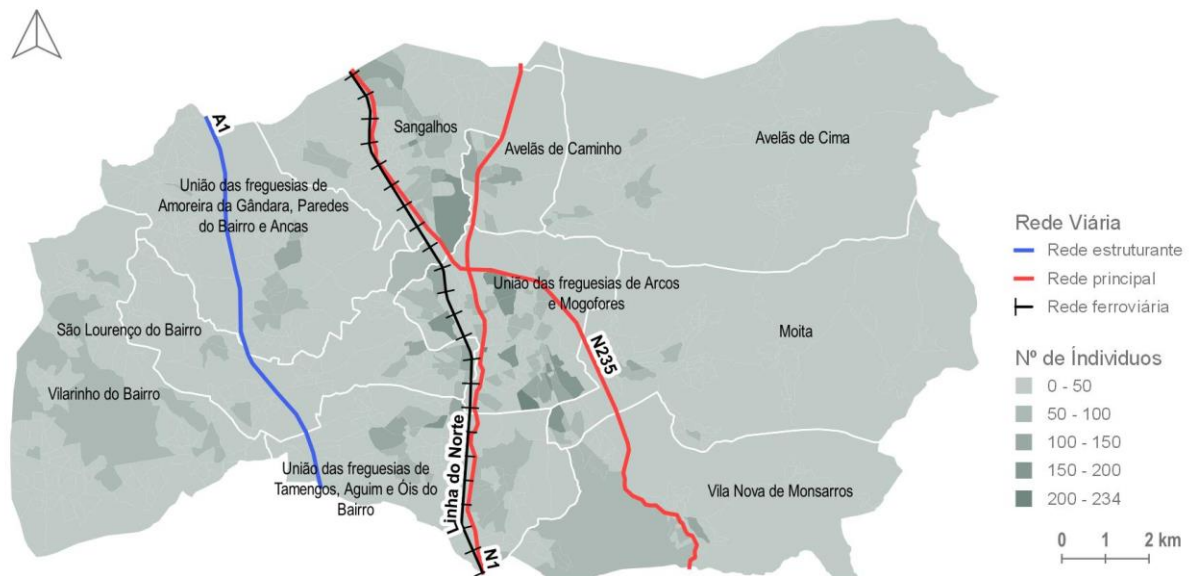 A1
Sangalhos
Avelãs de Caminho
Avelãs de Cima
União das freguesias de
Amoreira da Gândara, Paredes
do Bairro e Ancas
União das freguesias de Arcos
e Mogofores
São Lourenço do Bairro
Moita
N235
Vilarinho do Bairro
Linha do Norte
União das freguesias de
Tamengos, Aguim e Óis do
Bairro
Vila Nova de Monsarros
N1
Rede Viária
Rede estruturante
Rede principal
Rede ferroviária
Nº de Índividuos
0 - 50
50 - 100
100 - 150
150 - 200
200 - 234
0 1 2 km